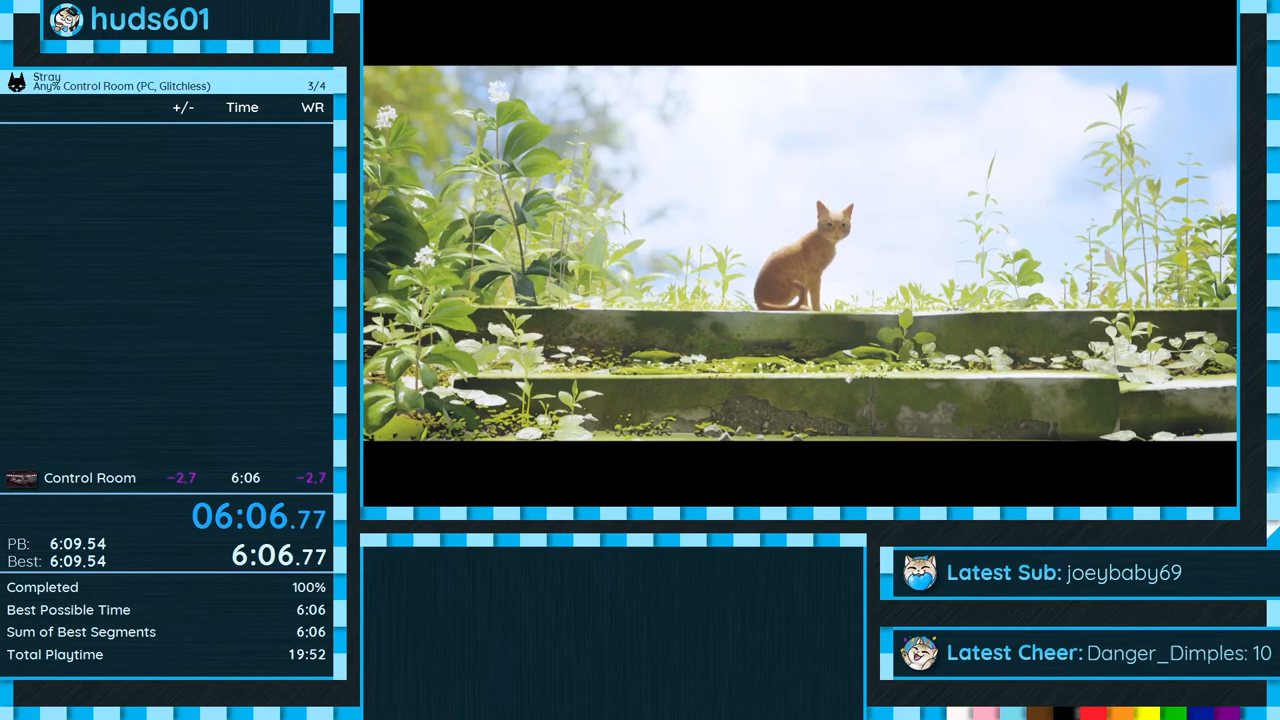 huds601
Stray
Any% Control Room (PC, Glitchless) 3/4
+/- Time WR
Control Room −2.7 6:06 −2.7
06:06.77
PB: 6:09.54
Best: 6:09.54
6:06.77
Completed 100%
Best Possible Time 6:06
Sum of Best Segments 6:06
Total Playtime 19:52
Latest Sub: joeybaby69
Latest Cheer: Danger_Dimples: 10